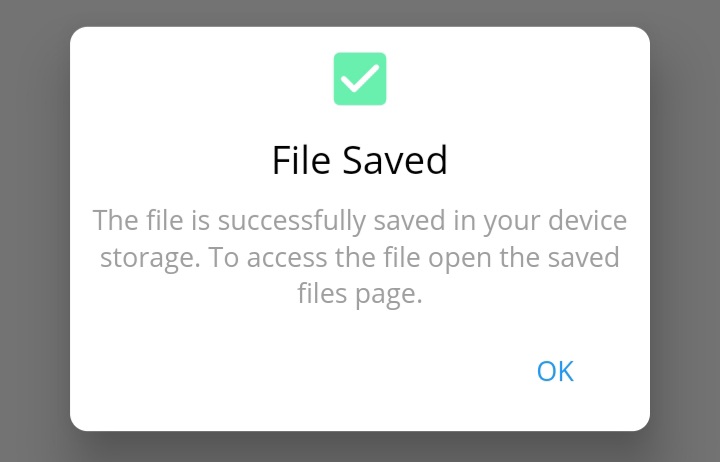 File Saved
The file is successfully saved in your device
storage. To access the file open the saved
files page.
OK